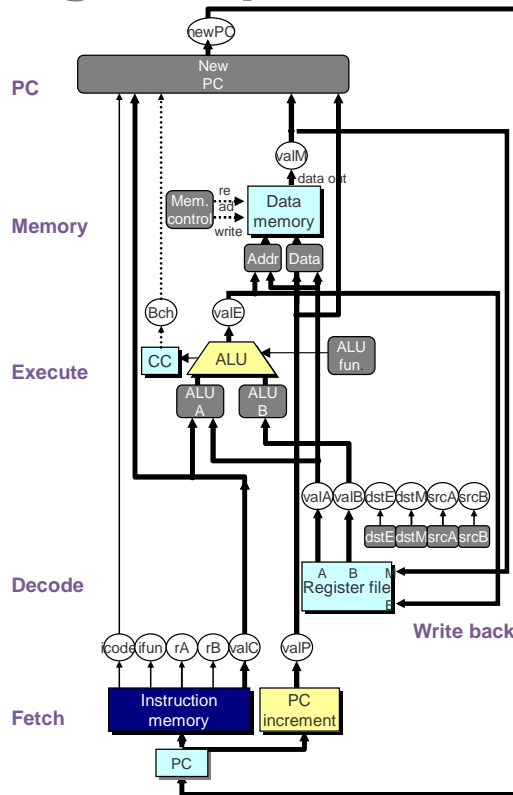 newPC
New
PC
PC
valM
data out
Mem.
control
re
ad
write
Data
memory
Memory
Addr
Data
Bch
valE
CC
ALU
ALU
fun.
Execute
ALU
A
ALU
B
valA
valB
dstE
dstM
srcA
srcB
dstE
dstM
srcA
srcB
A
B
M
Register file
E
Decode
Write back
icode
ifun
rA
rB
valC
valP
Instruction
memory
PC
increment
Fetch
PC